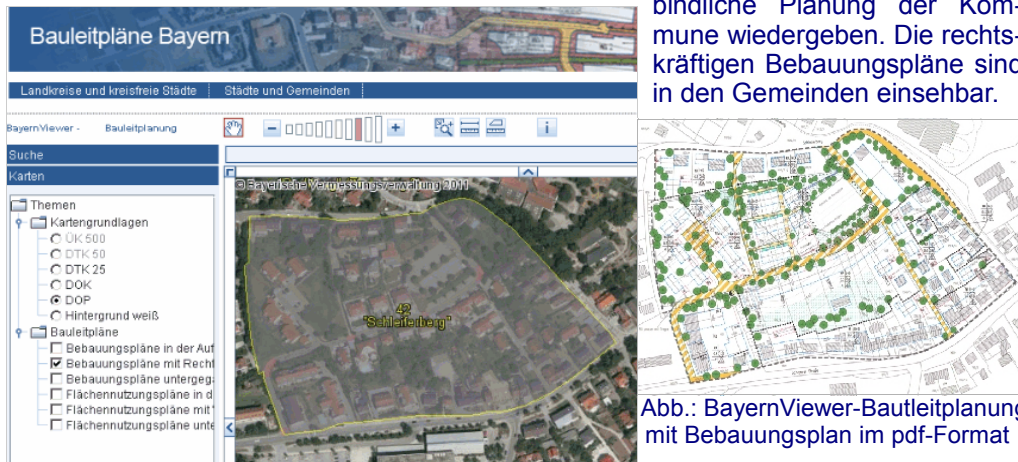 bindliche Planung der Kom-
mune wiedergeben. Die rechts-
kräftigen Bebauungspläne sind
in den Gemeinden einsehbar.
Bauleitpläne Bayern
Landkreise und kreisfreie Städte
Städte und Gemeinden
BayernViewer - Bauleitplanung
Suche
Karten
Themen
Kartengrundlagen
ÜK 500
DTK 50
DTK 25
DOK
DOP
Hintergrund weiß
Bauleitpläne
Bebauungspläne in der Auf
Bebauungspläne mit Recht
Bebauungspläne untergeg
Flächennutzungspläne in d
Flächennutzungspläne mit
Flächennutzungspläne unte
© Bayerische Vermessungsverwaltung 2011
42
"Schleifenberg"
Abb.: BayernViewer-Bautleitplanung
mit Bebauungsplan im pdf-Format